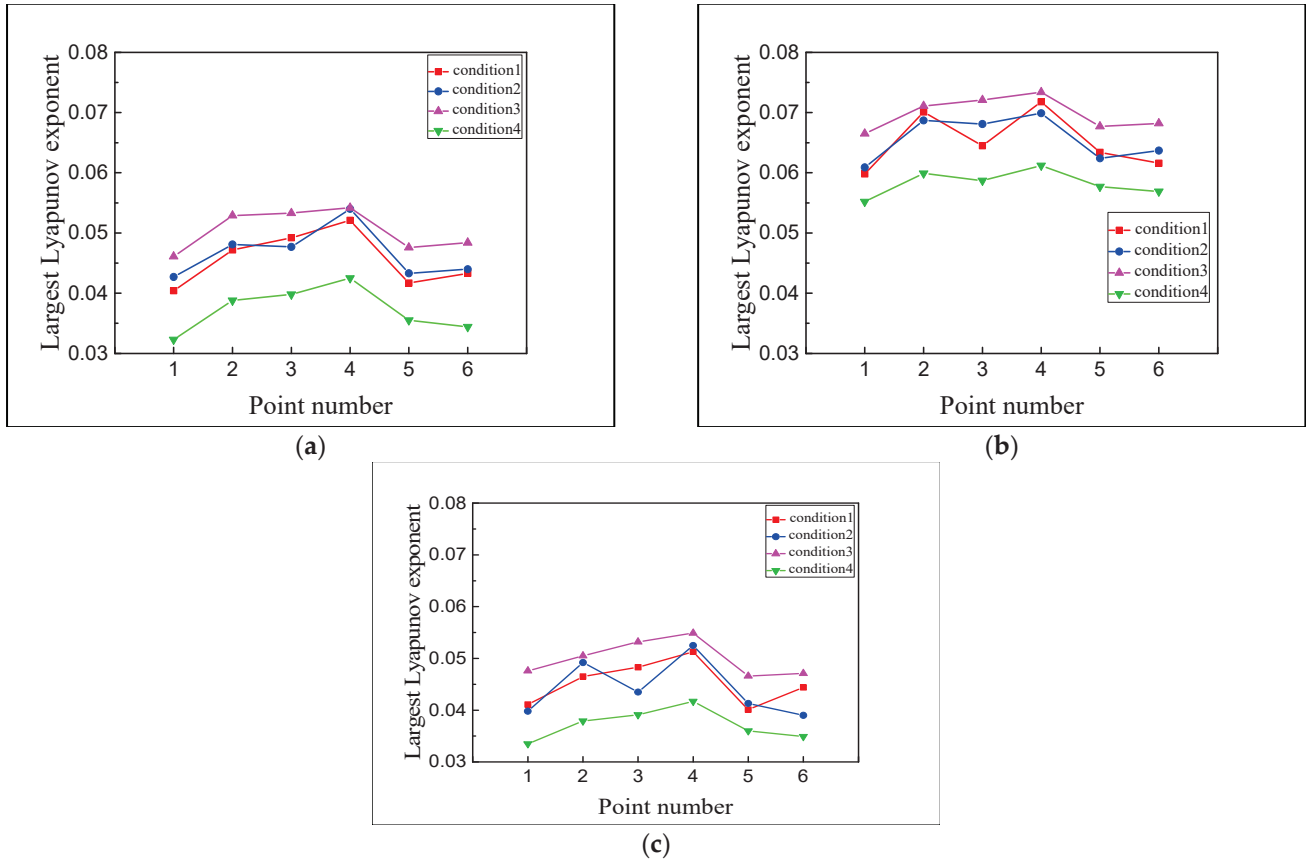 0.08
0.07
0.06
0.05
0.04
0.03
Largest Lyapunov exponent
condition1
condition2
condition3
condition4
1 2 3 4 5 6
Point number
(a)
0.08
0.07
0.06
0.05
0.04
0.03
Largest Lyapunov exponent
condition1
condition2
condition3
condition4
1 2 3 4 5 6
Point number
(b)
0.08
0.07
0.06
0.05
0.04
0.03
Largest Lyapunov exponent
condition1
condition2
condition3
condition4
1 2 3 4 5 6
Point number
(c)